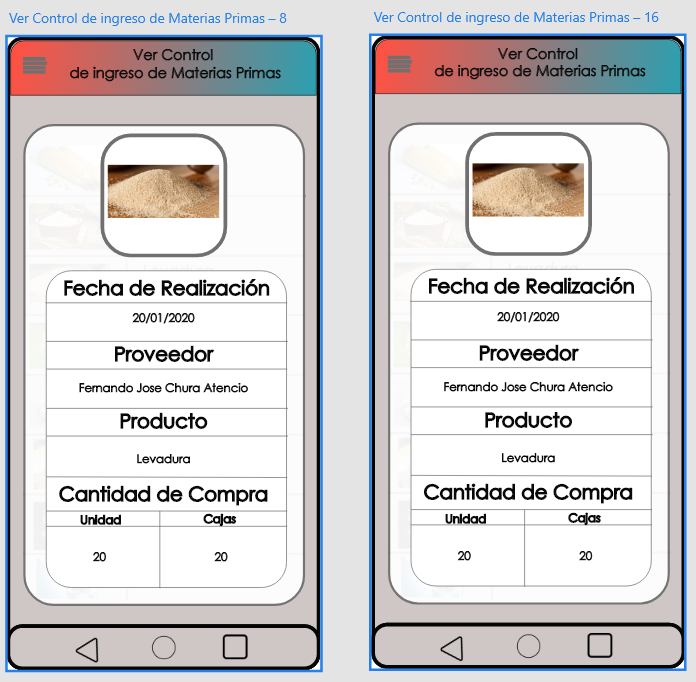 Ver Control de ingreso de Materias Primas – 8
Ver Control
de ingreso de Materias Primas
Fecha de Realización
20/01/2020
Proveedor
Fernando Jose Chura Atencio
Producto
Levadura
Cantidad de Compra
Unidad Cajas
20 20
Ver Control de ingreso de Materias Primas – 16
Ver Control
de ingreso de Materias Primas
Levadura
Fecha de Realización
20/01/2020
Proveedor
Fernando Jose Chura Atencio
Producto
Levadura
Cantidad de Compra
Unidad Cajas
20 20